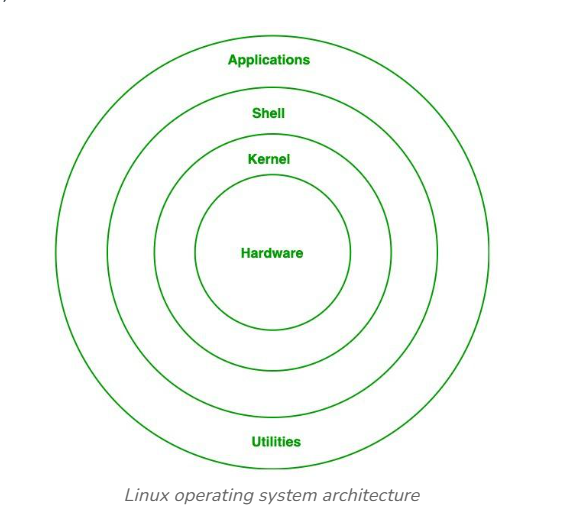 Applications
Shell
Kernel
Hardware
Utilities
Linux operating system architecture